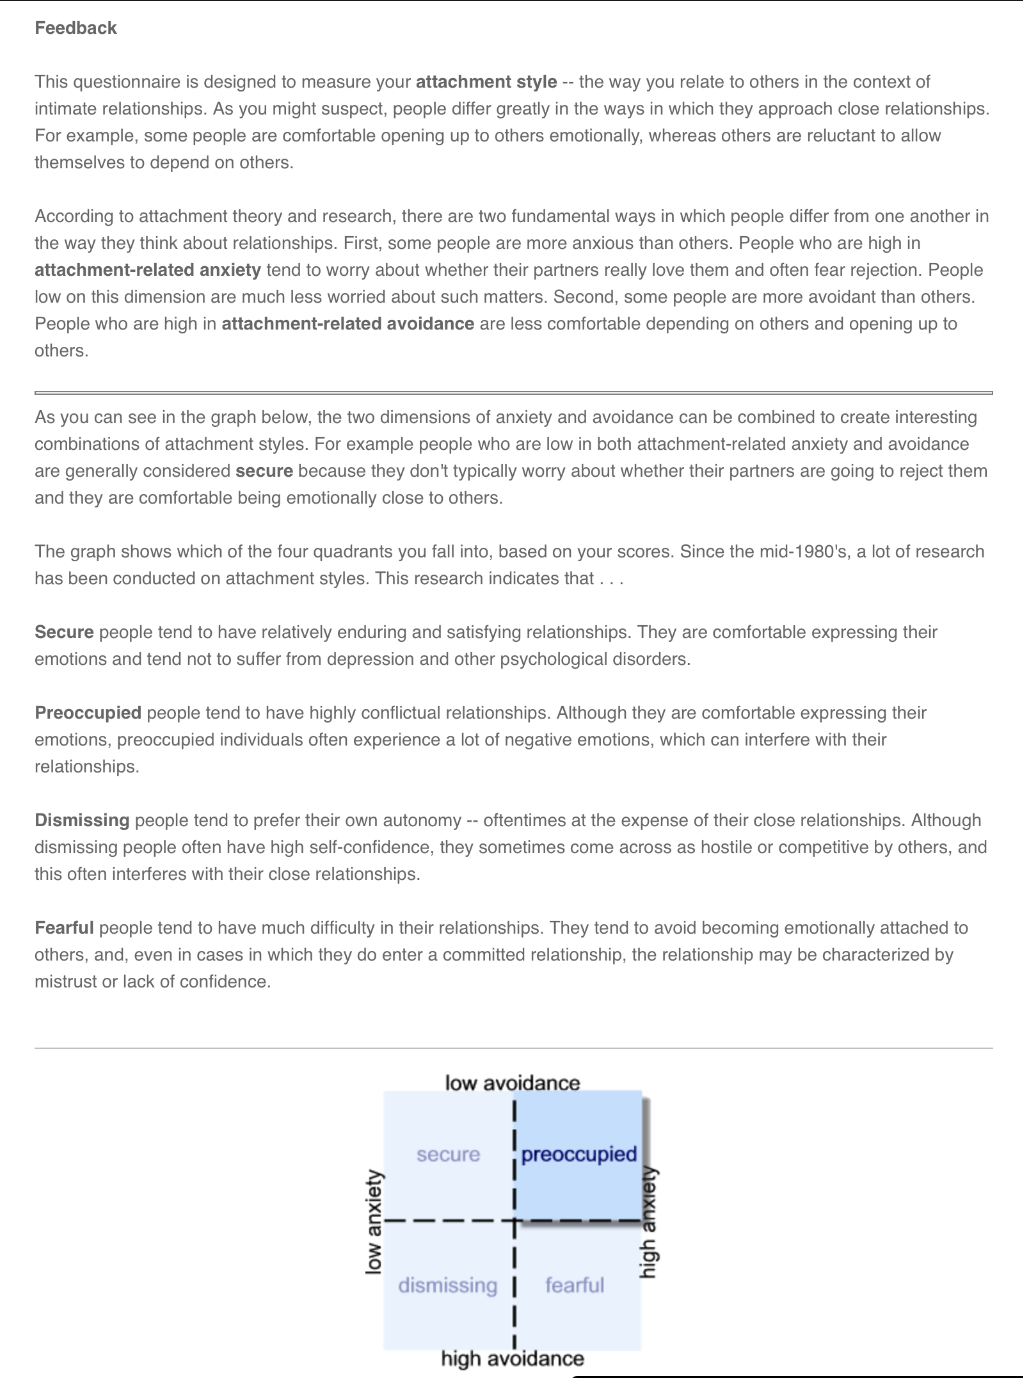 Feedback
This questionnaire is designed to measure your attachment style -- the way you relate to others in the context of
intimate relationships. As you might suspect, people differ greatly in the ways in which they approach close relationships.
For example, some people are comfortable opening up to others emotionally, whereas others are reluctant to allow
themselves to depend on others.
According to attachment theory and research, there are two fundamental ways in which people differ from one another in
the way they think about relationships. First, some people are more anxious than others. People who are high in
attachment-related anxiety tend to worry about whether their partners really love them and often fear rejection. People
low on this dimension are much less worried about such matters. Second, some people are more avoidant than others.
People who are high in attachment-related avoidance are less comfortable depending on others and opening up to
others.
As you can see in the graph below, the two dimensions of anxiety and avoidance can be combined to create interesting
combinations of attachment styles. For example people who are low in both attachment-related anxiety and avoidance
are generally considered secure because they don't typically worry about whether their partners are going to reject them
and they are comfortable being emotionally close to others.
The graph shows which of the four quadrants you fall into, based on your scores. Since the mid-1980's, a lot of research
has been conducted on attachment styles. This research indicates that . . .
Secure people tend to have relatively enduring and satisfying relationships. They are comfortable expressing their
emotions and tend not to suffer from depression and other psychological disorders.
Preoccupied people tend to have highly conflictual relationships. Although they are comfortable expressing their
emotions, preoccupied individuals often experience a lot of negative emotions, which can interfere with their
relationships.
Dismissing people tend to prefer their own autonomy -- oftentimes at the expense of their close relationships. Although
dismissing people often have high self-confidence, they sometimes come across as hostile or competitive by others, and
this often interferes with their close relationships.
Fearful people tend to have much difficulty in their relationships. They tend to avoid becoming emotionally attached to
others, and, even in cases in which they do enter a committed relationship, the relationship may be characterized by
mistrust or lack of confidence.
low avoidance
secure
preoccupied
low anxiety
high anxiety
dismissing
fearful
high avoidance